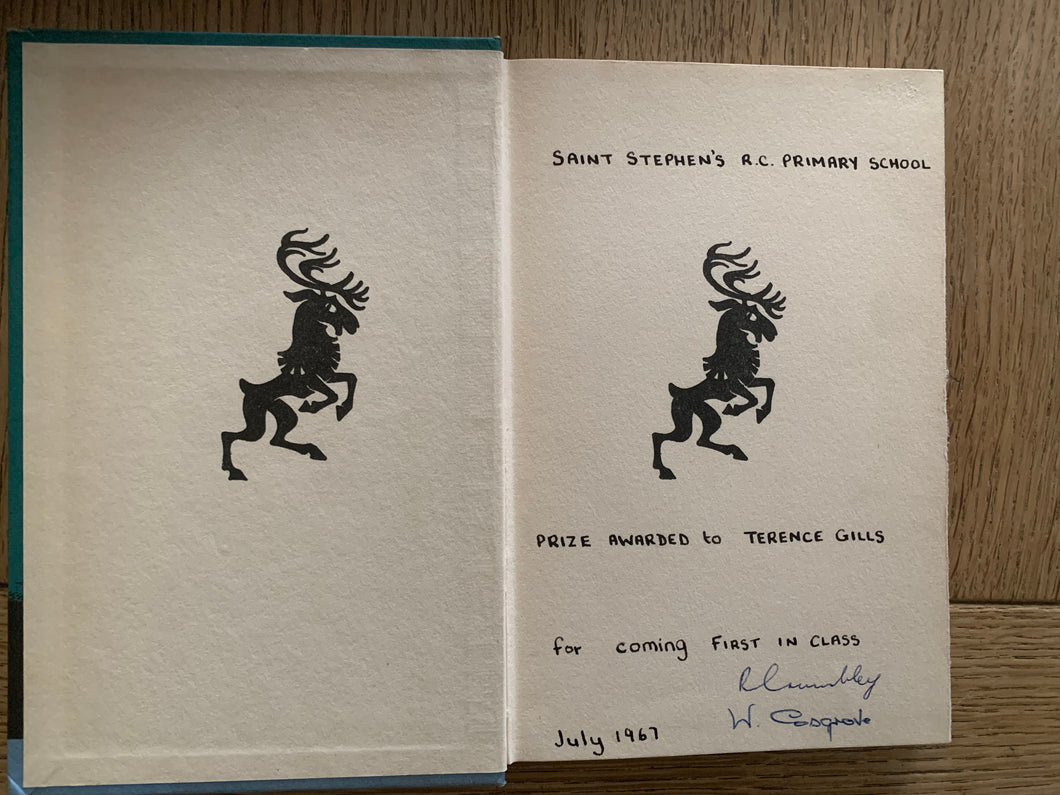 SAINT STEPHEN'S R.C. PRIMARY SCHOOL
PRIZE AWARDED to TERENCE GILLS
for coming FIRST IN CLASS
W. Cosgrove
July 1967